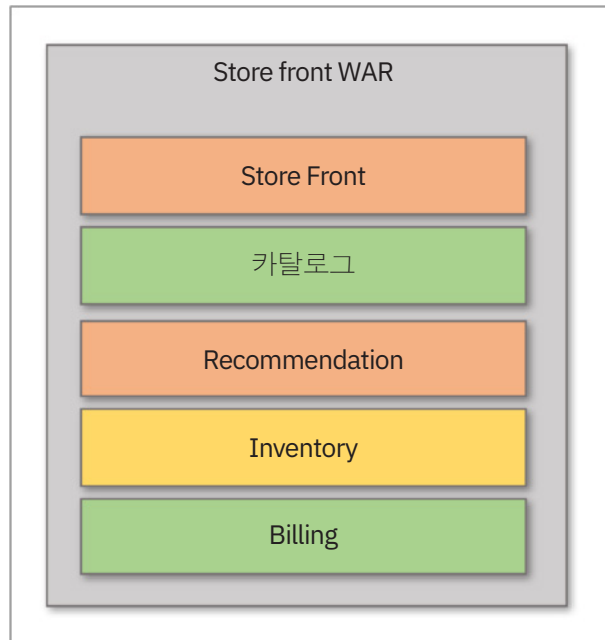 Store front WAR
Store Front
카탈로그
Recommendation
Inventory
Billing